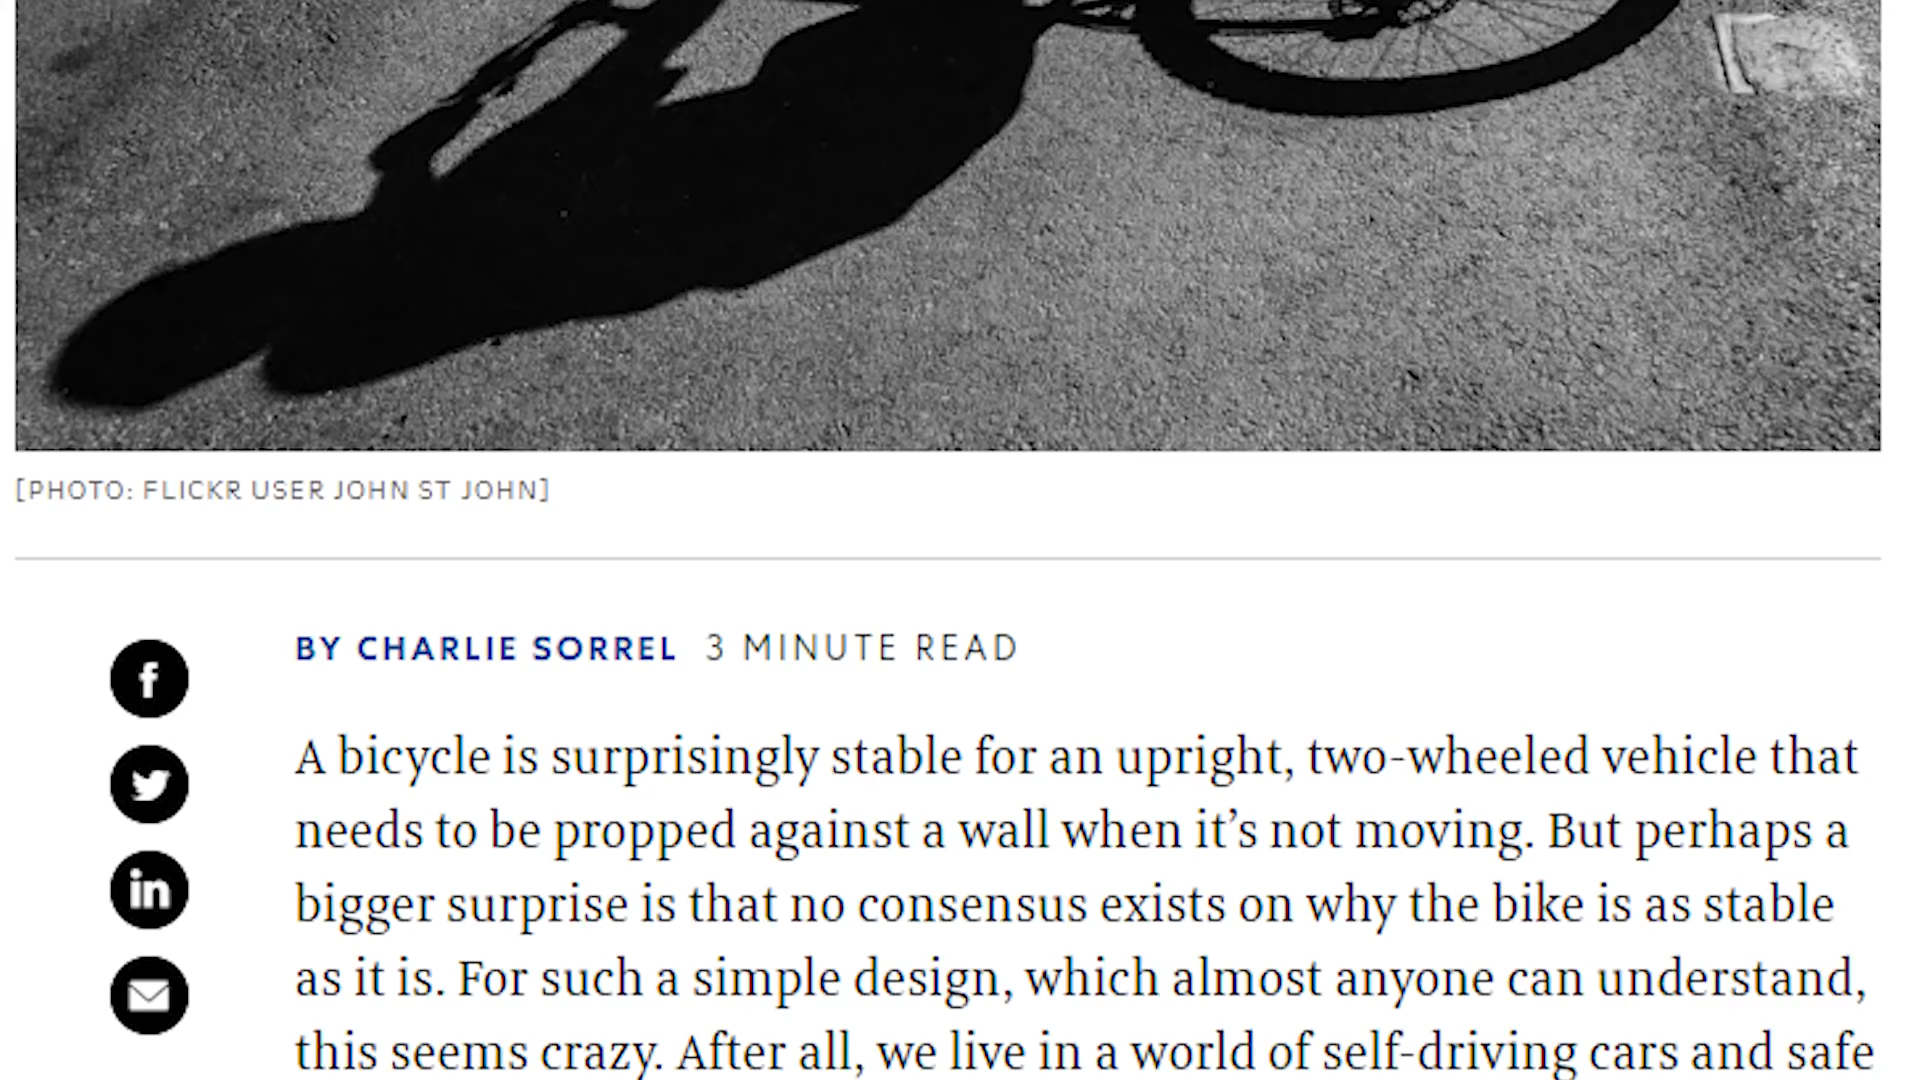 [PHOTO: FLICKR USER JOHN ST JOHN]
BY CHARLIE SORREL 3 MINUTE READ
f
in
A bicycle is surprisingly stable for an upright, two-wheeled vehicle that
needs to be propped against a wall when it’s not moving. But perhaps a
bigger surprise is that no consensus exists on why the bike is as stable
as it is. For such a simple design, which almost anyone can understand,
this seems crazy. After all, we live in a world of self-driving cars and safe